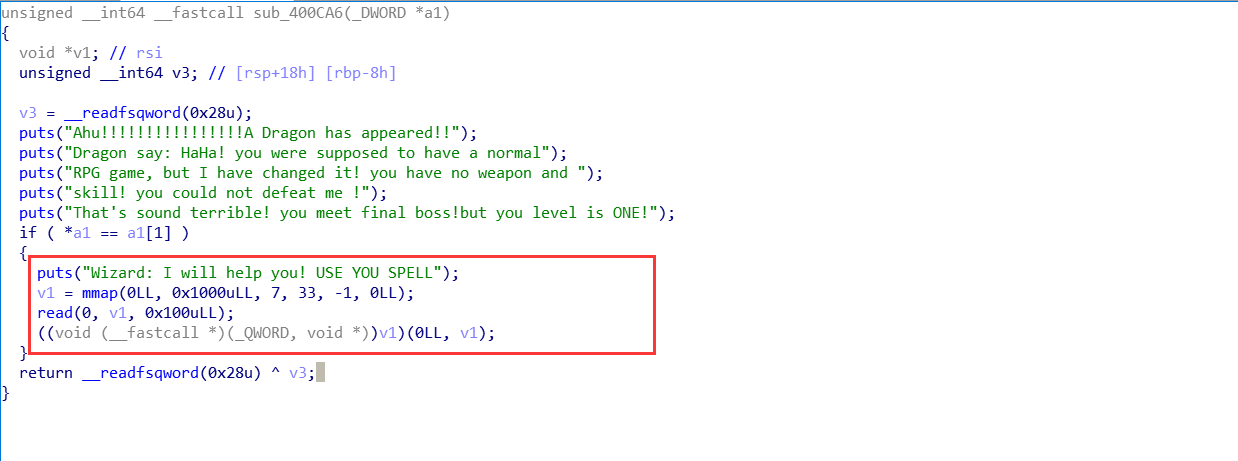 unsigned __int64 __fastcall sub_400CA6(_DWORD *a1)
{
  void *v1; // rsi
  unsigned __int64 v3; // [rsp+18h] [rbp-8h]

  v3 = __readfsqword(0x28u);
  puts("Ahu!!!!!!!!!!!!!!!!A Dragon has appeared!!");
  puts("Dragon say: HaHa! you were supposed to have a normal");
  puts("RPG game, but I have changed it! you have no weapon and ");
  puts("skill! you could not defeat me !");
  puts("That's sound terrible! you meet final boss!but you level is ONE!");
  if ( *a1 == a1[1] )
  {
    puts("Wizard: I will help you! USE YOU SPELL");
    v1 = mmap(0LL, 0x1000uLL, 7, 33, -1, 0LL);
    read(0, v1, 0x100uLL);
    ((void (__fastcall *)(_QWORD, void *))v1)(0LL, v1);
  }
  return __readfsqword(0x28u) ^ v3;
}